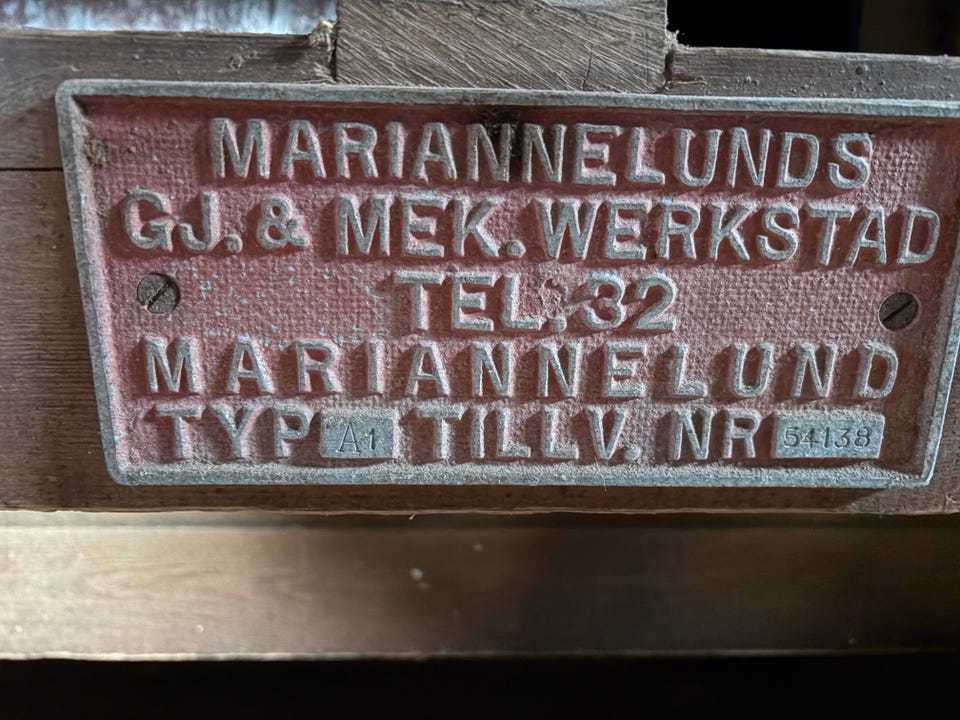 MARIANNELUNDS
GJ. & MEK. WERKSTAD
TEL. 32
MARIANNELUND
TYP A1 TILLV. NR 54138